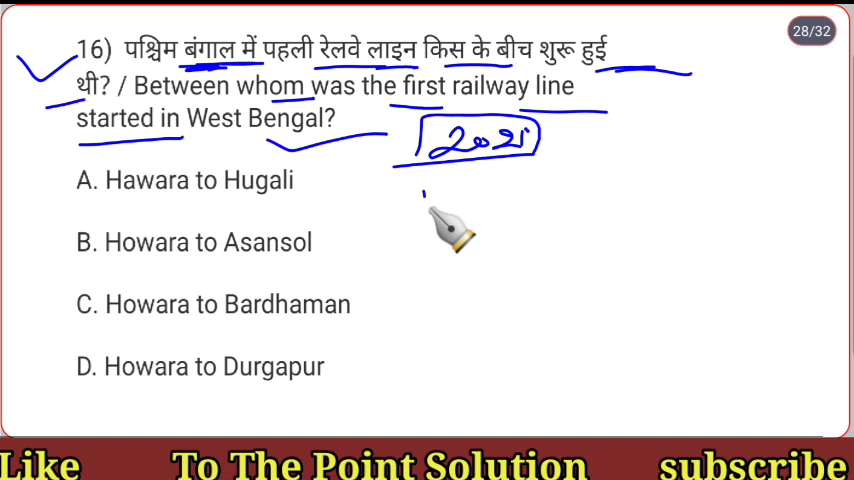 28/32
16) पश्चिम बंगाल में पहली रेलवे लाइन किस के बीच शुरू हुई
थी? / Between whom was the first railway line
started in West Bengal?
2021
A. Hawara to Hugali
B. Howara to Asansol
C. Howara to Bardhaman
D. Howara to Durgapur
Like To The Point Solution subscribe